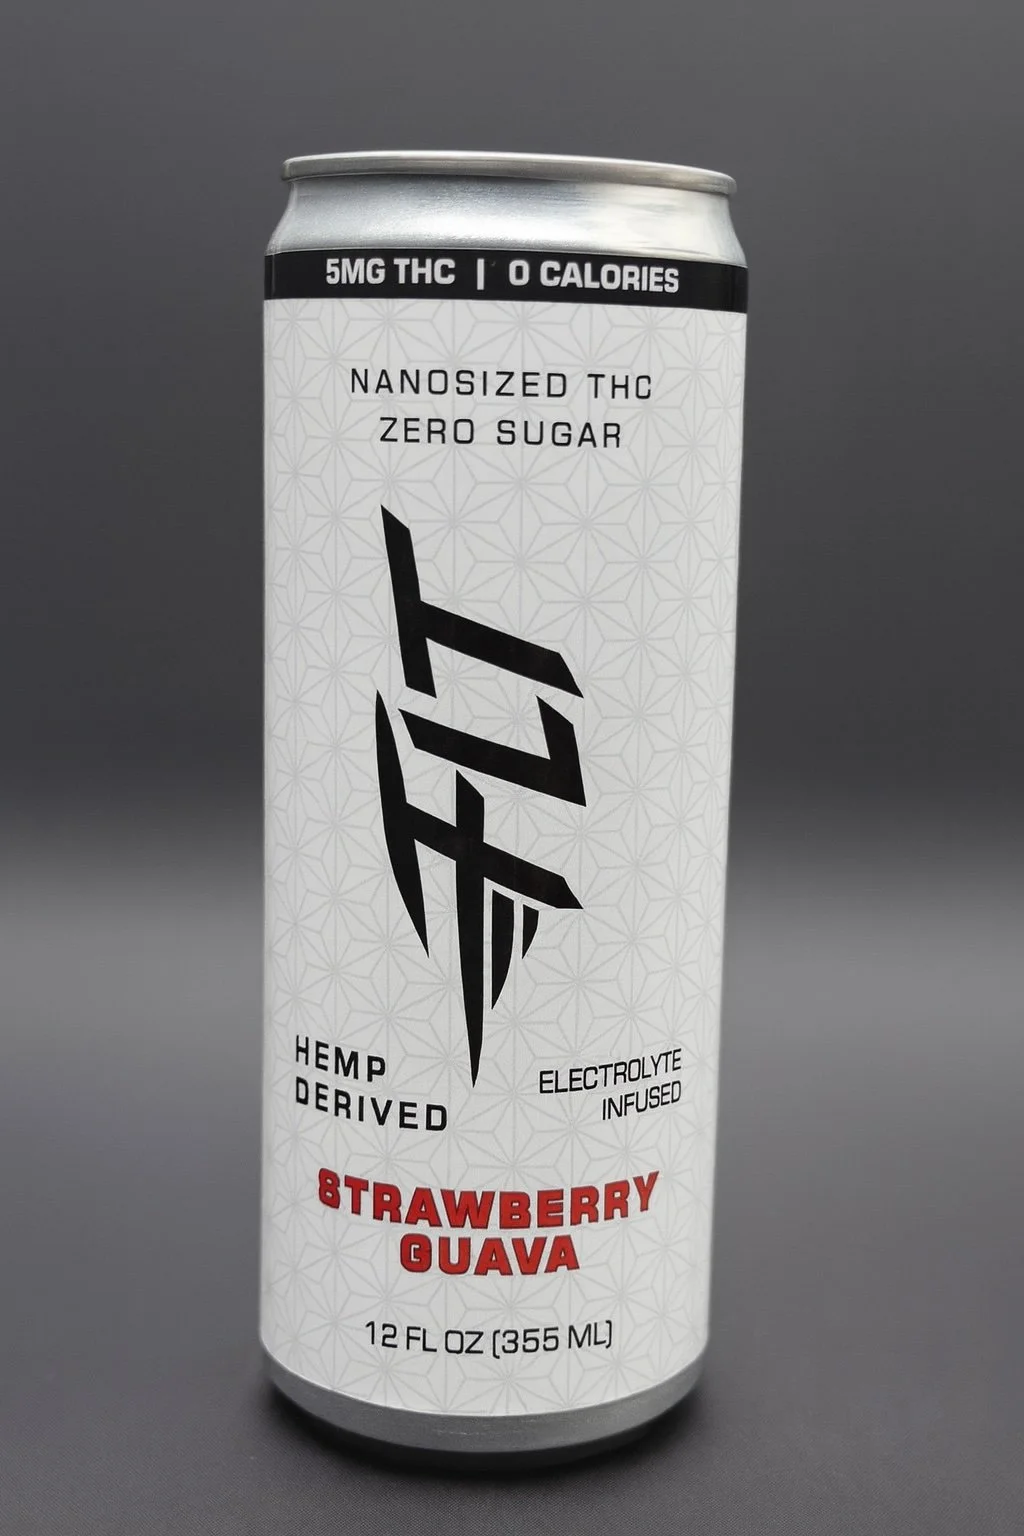 5MG THC | 0 CALORIES
NANOSIZED THC
ZERO SUGAR
FLT
HEMP
DERIVED
ELECTROLYTE
INFUSED
STRAWBERRY
GUAVA
12 FL OZ (355 ML)